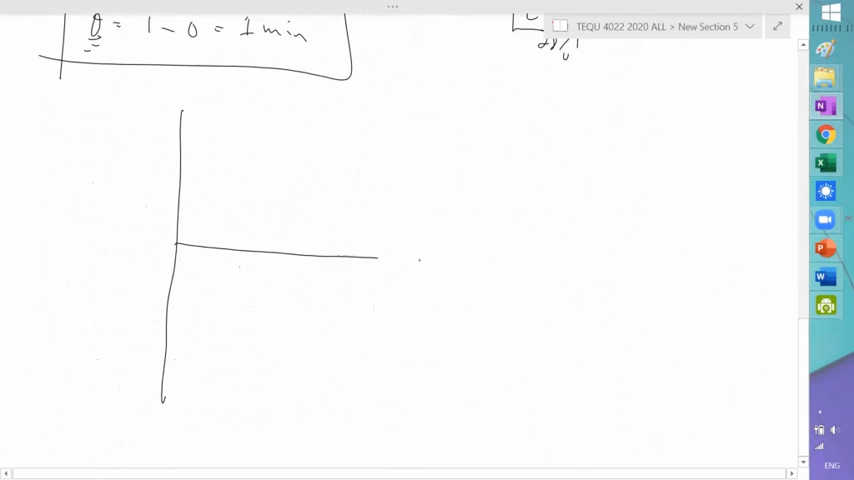 TEQU 4022 2020 ALL > New Section 5
θ = 1 - 0 = 1 min
ENG